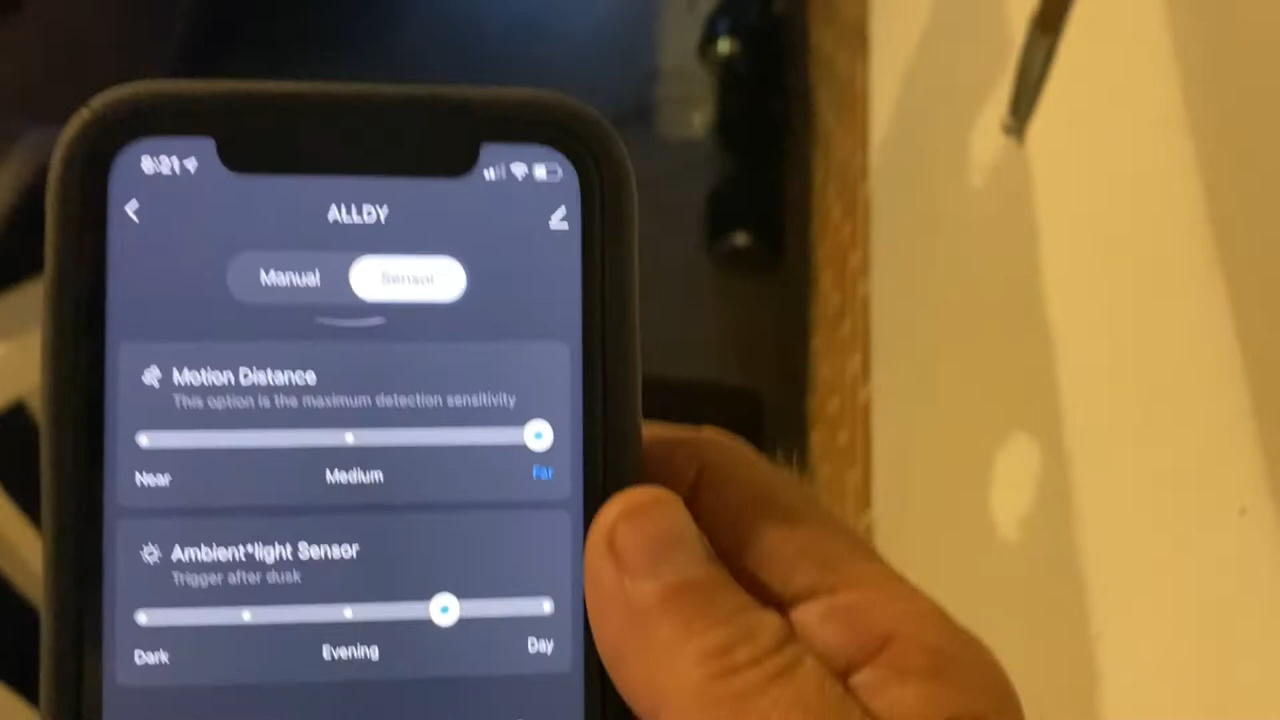 8:21
ALLDY
Manual
Sensor
Motion Distance
This option is the maximum detection sensitivity
Near
Medium
Far
Ambient*light Sensor
Trigger after dusk
Dark
Evening
Day